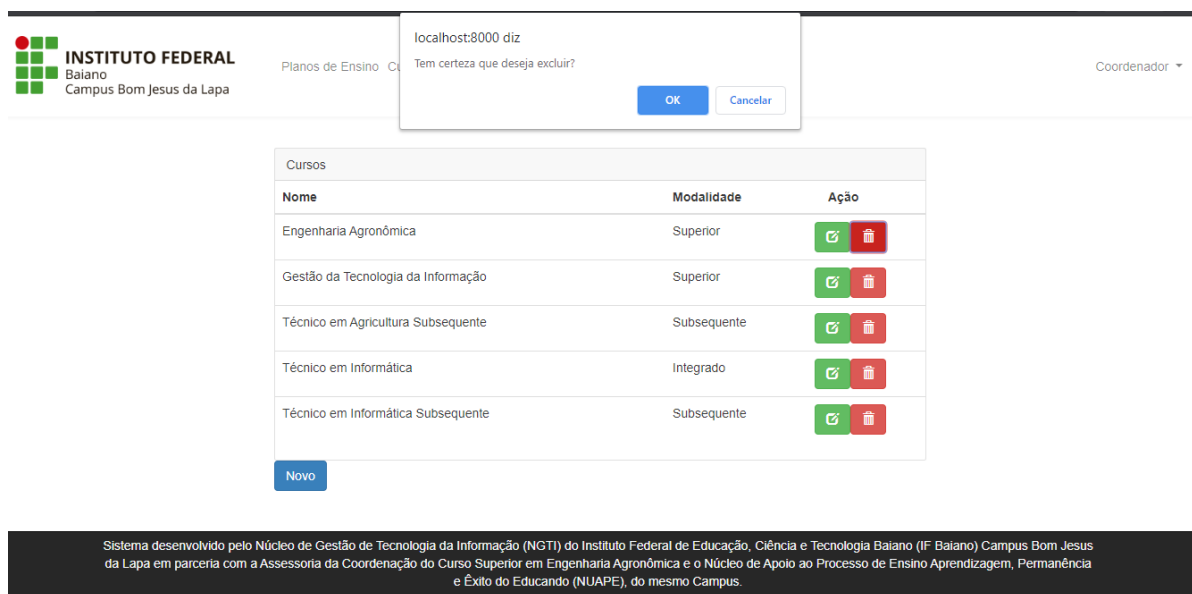 localhost:8000 diz
Tem certeza que deseja excluir?
OK Cancelar
INSTITUTO FEDERAL
Baiano
Campus Bom Jesus da Lapa
Planos de Ensino
Coordenador
Cursos
Nome Modalidade Ação
Engenharia Agronômica Superior
Gestão da Tecnologia da Informação Superior
Técnico em Agricultura Subsequente Subsequente
Técnico em Informática Integrado
Técnico em Informática Subsequente Subsequente
Novo
Sistema desenvolvido pelo Núcleo de Gestão de Tecnologia da Informação (NGTI) do Instituto Federal de Educação, Ciência e Tecnologia Baiano (IF Baiano) Campus Bom Jesus
da Lapa em parceria com a Assessoria da Coordenação do Curso Superior em Engenharia Agronômica e o Núcleo de Apoio ao Processo de Ensino Aprendizagem, Permanência
e Êxito do Educando (NUAPE), do mesmo Campus.